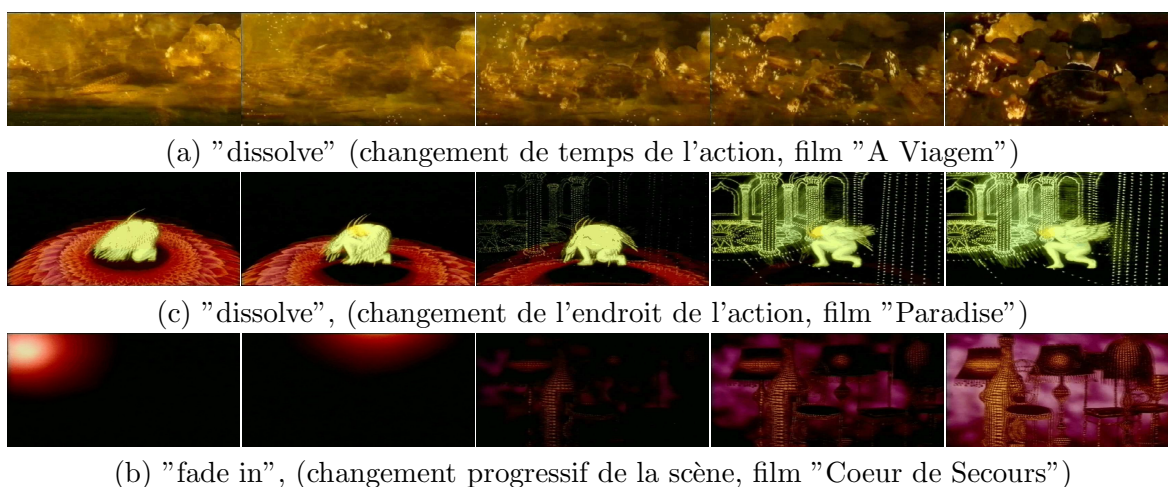 (a) ”dissolve” (changement de temps de l’action, film ”A Viagem”)
(c) ”dissolve”, (changement de l’endroit de l’action, film ”Paradise”)
(b) ”fade in”, (changement progressif de la scène, film ”Coeur de Secours”)